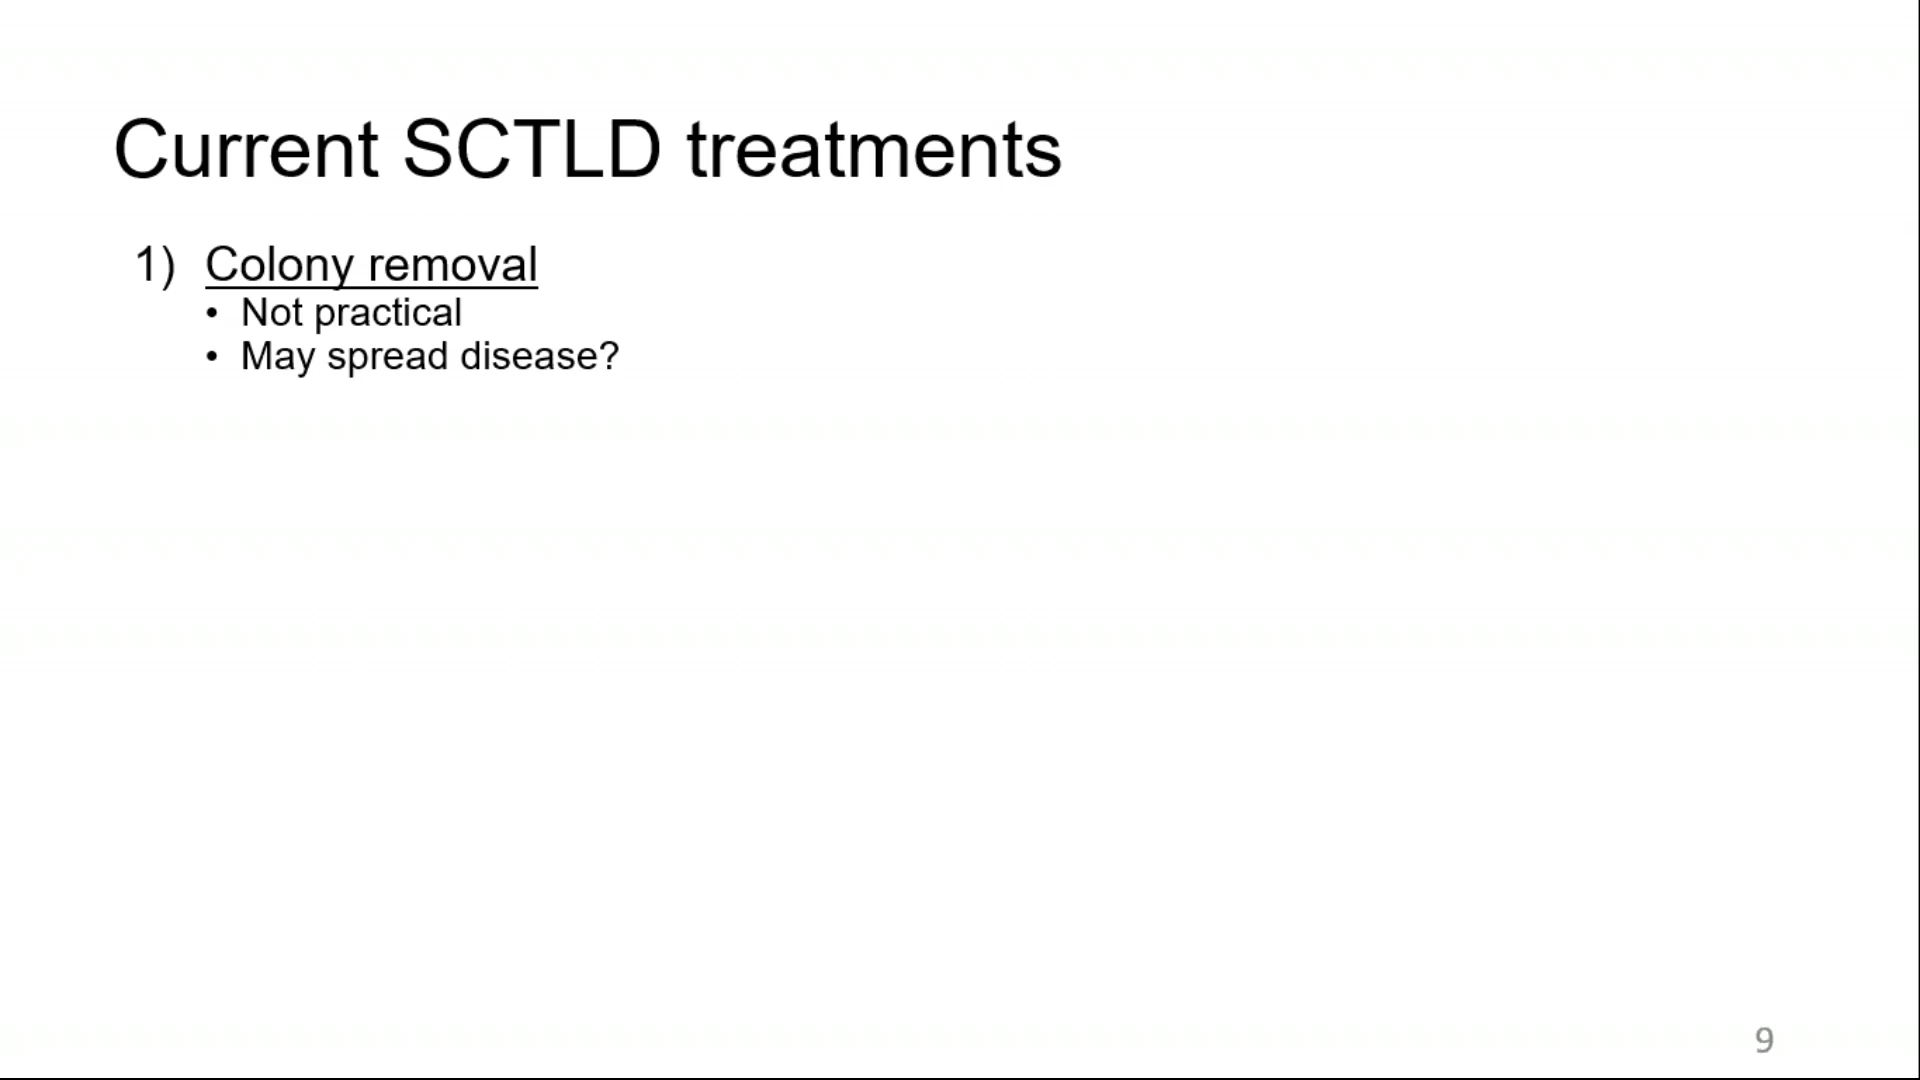 Current SCTLD treatments
1) Colony removal
• Not practical
• May spread disease?
9